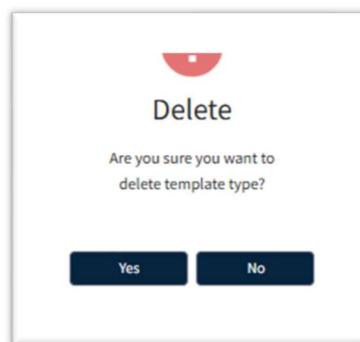 Delete
Are you sure you want to
delete template type?
Yes
No